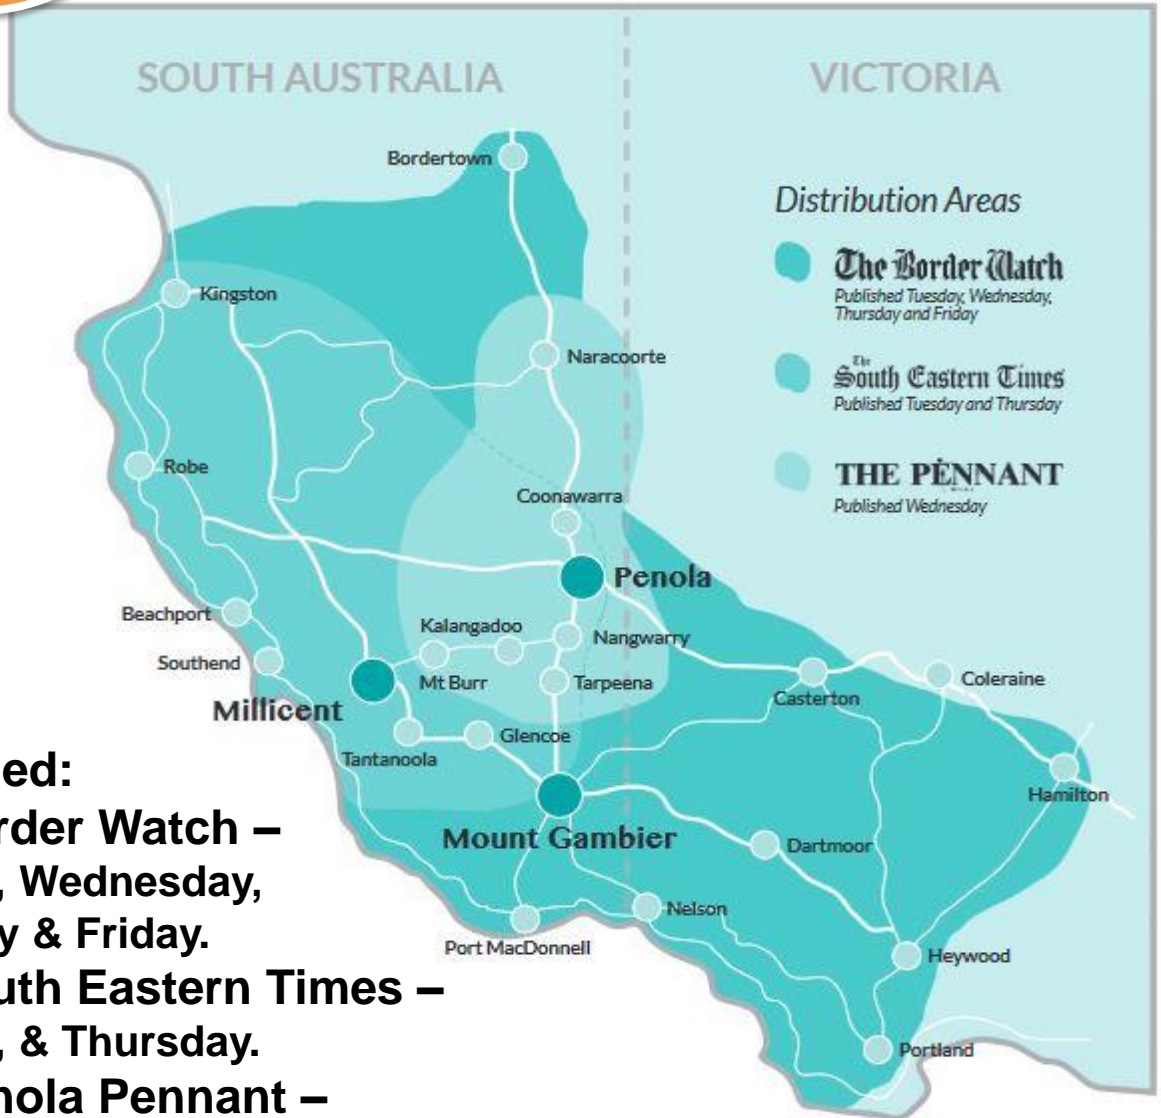 SOUTH AUSTRALIA
VICTORIA
Bordertown
Distribution Areas
The Border Watch
Published Tuesday, Wednesday,
Thursday and Friday
Kingston
Naracoorte
The
South Eastern Times
Published Tuesday and Thursday
Robe
THE PENNANT
Published Wednesday
Coonawarra
Penola
Beachport
Kalangadoo
Nangwarry
Southend
Mt Burr
Tarpeena
Coleraine
Casterton
Millicent
Glencoe
Tantanoola
Hamilton
Mount Gambier
Dartmoor
Nelson
Port MacDonnell
Heywood
Portland
ed:
rder Watch –
, Wednesday,
y & Friday.
uth Eastern Times –
, & Thursday.
nola Pennant –